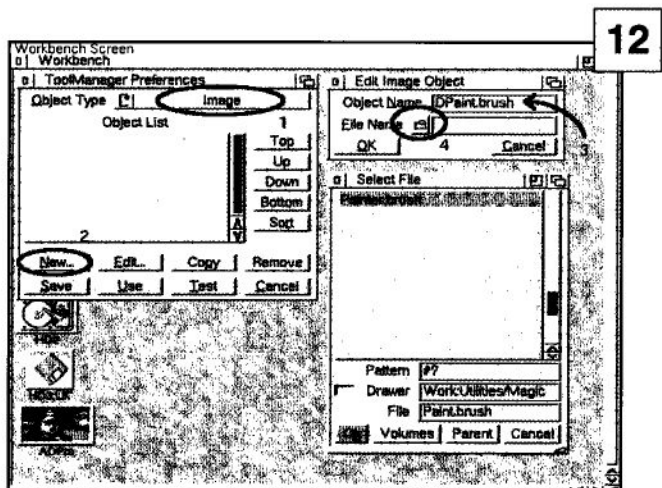 12
Workbench Screen
Workbench
ToolManager Preferences
Object Type Image
Object List 1
Top
Up
Down
Bottom
Sort
2
New... Edit... Copy Remove
Save Use Test Cancel
Edit Image Object
Object Name DPaint.brush
File Name
3
OK 4 Cancel
Select File
Pattern #?
Drawer Work:Utilities/Magic
File Paint.brush
Volumes Parent Cancel
ADPro